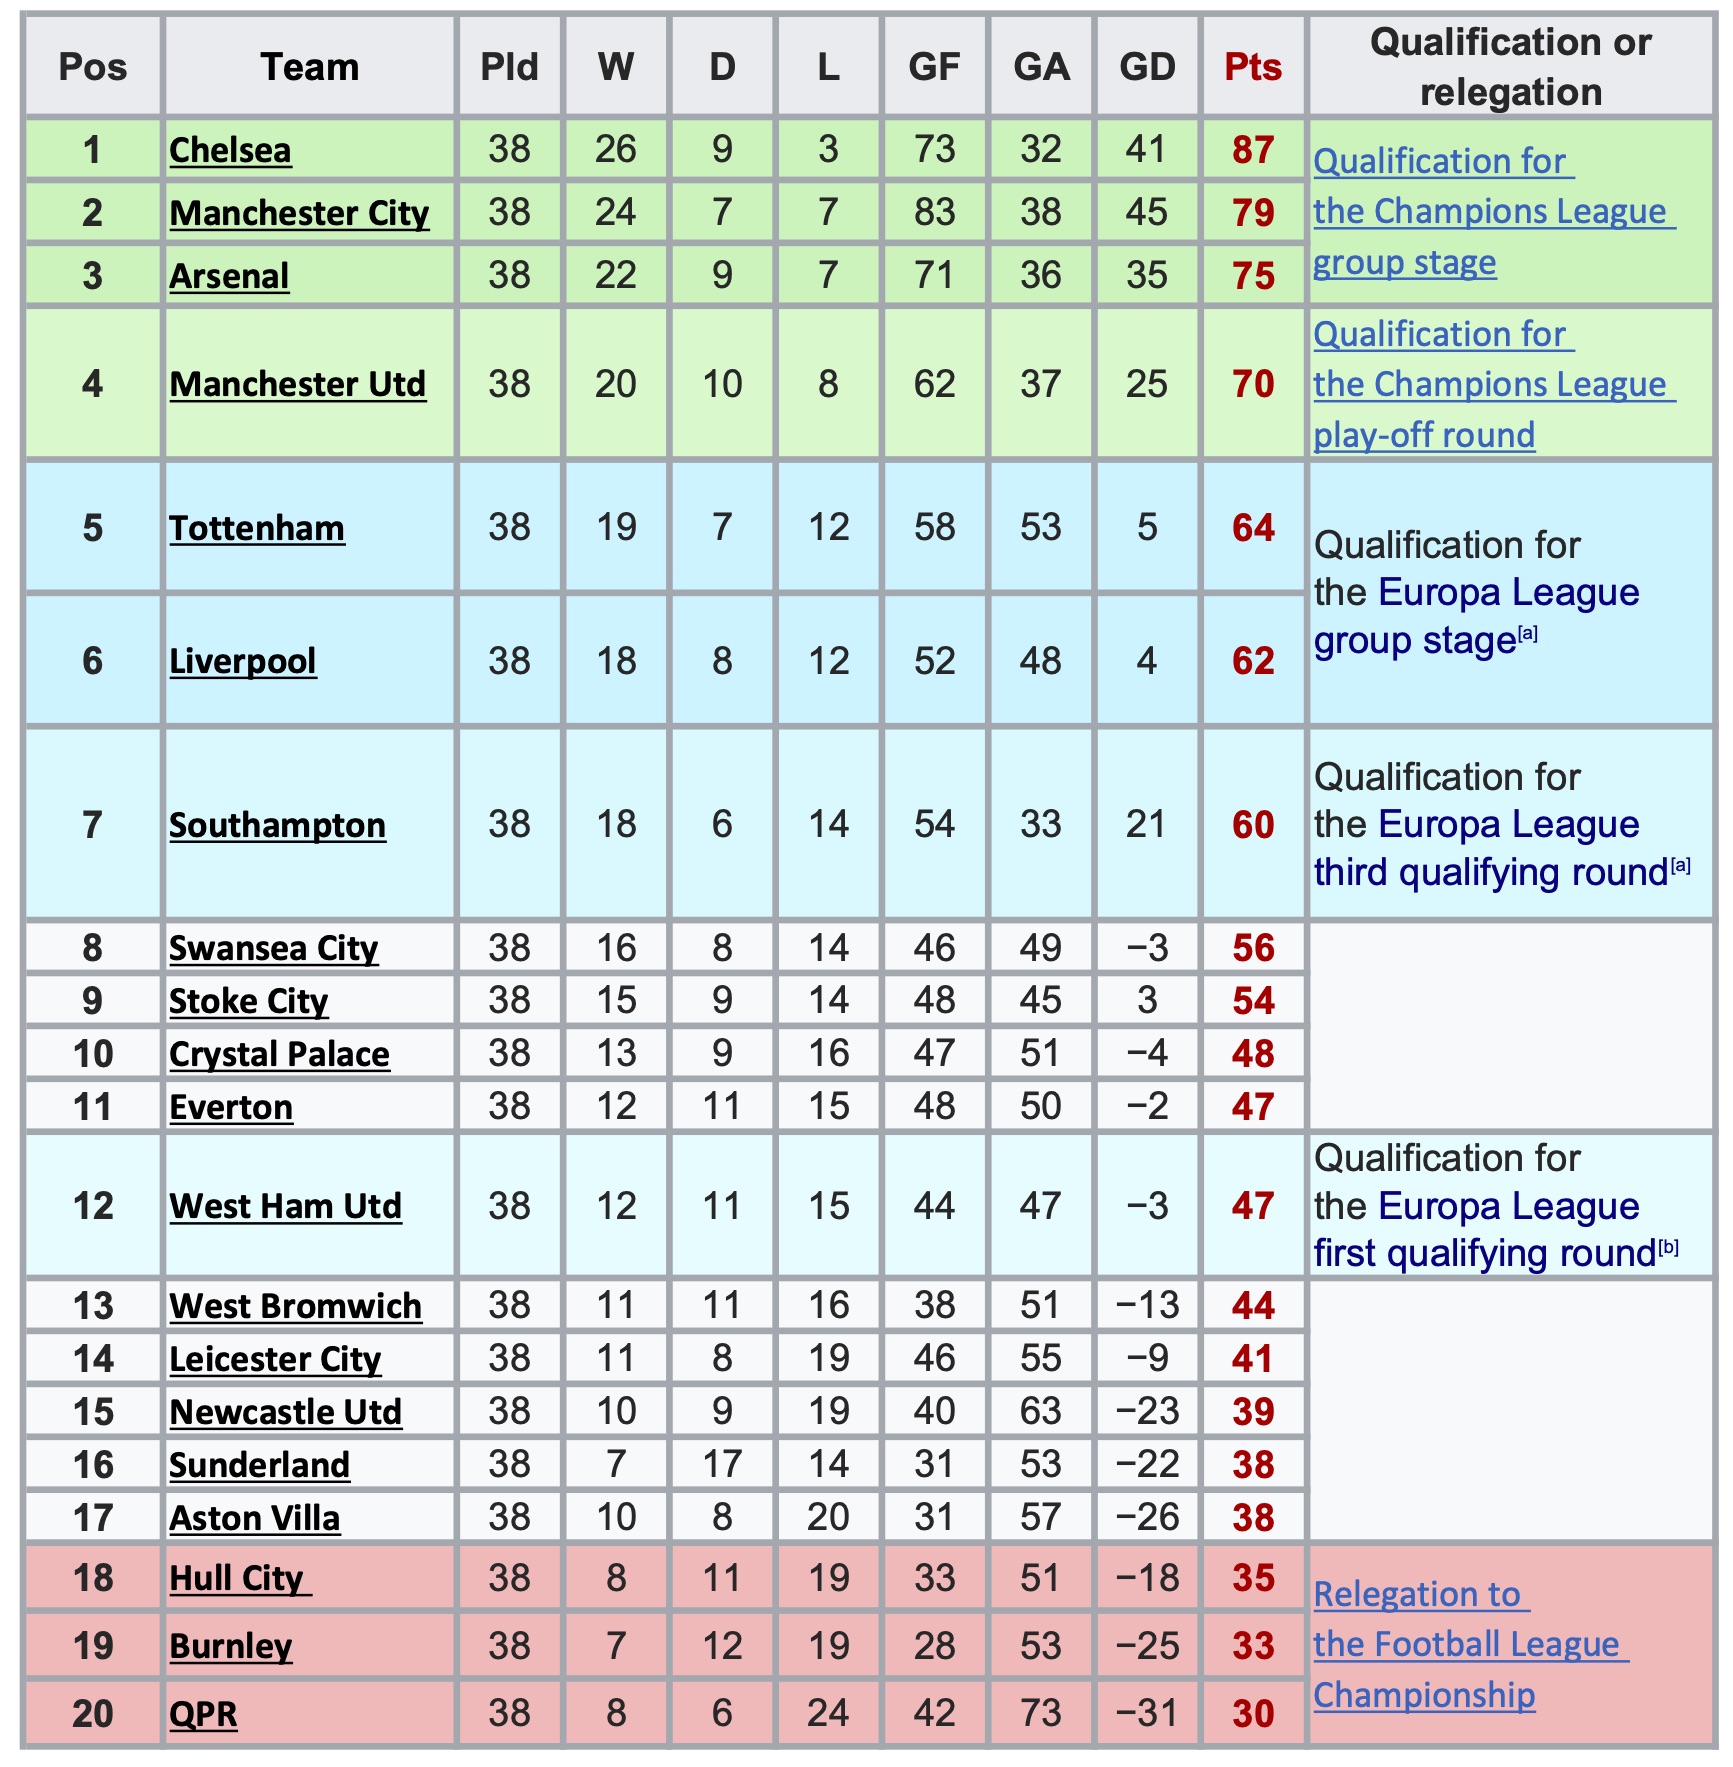 Pos Team Pld W D L GF GA GD Pts Qualification or
relegation
1 Chelsea 38 26 9 3 73 32 41 87
2 Manchester City 38 24 7 7 83 38 45 79
3 Arsenal 38 22 9 7 71 36 35 75
Qualification for
the Champions League
group stage
4 Manchester Utd 38 20 10 8 62 37 25 70
Qualification for
the Champions League
play-off round
5 Tottenham 38 19 7 12 58 53 5 64
6 Liverpool 38 18 8 12 52 48 4 62
Qualification for
the Europa League
group stage[a]
7 Southampton 38 18 6 14 54 33 21 60
Qualification for
the Europa League
third qualifying round[a]
8 Swansea City 38 16 8 14 46 49 −3 56
9 Stoke City 38 15 9 14 48 45 3 54
10 Crystal Palace 38 13 9 16 47 51 −4 48
11 Everton 38 12 11 15 48 50 −2 47
12 West Ham Utd 38 12 11 15 44 47 −3 47
Qualification for
the Europa League
first qualifying round[b]
13 West Bromwich 38 11 11 16 38 51 −13 44
14 Leicester City 38 11 8 19 46 55 −9 41
15 Newcastle Utd 38 10 9 19 40 63 −23 39
16 Sunderland 38 7 17 14 31 53 −22 38
17 Aston Villa 38 10 8 20 31 57 −26 38
18 Hull City 38 8 11 19 33 51 −18 35
19 Burnley 38 7 12 19 28 53 −25 33
20 QPR 38 8 6 24 42 73 −31 30
Relegation to
the Football League
Championship